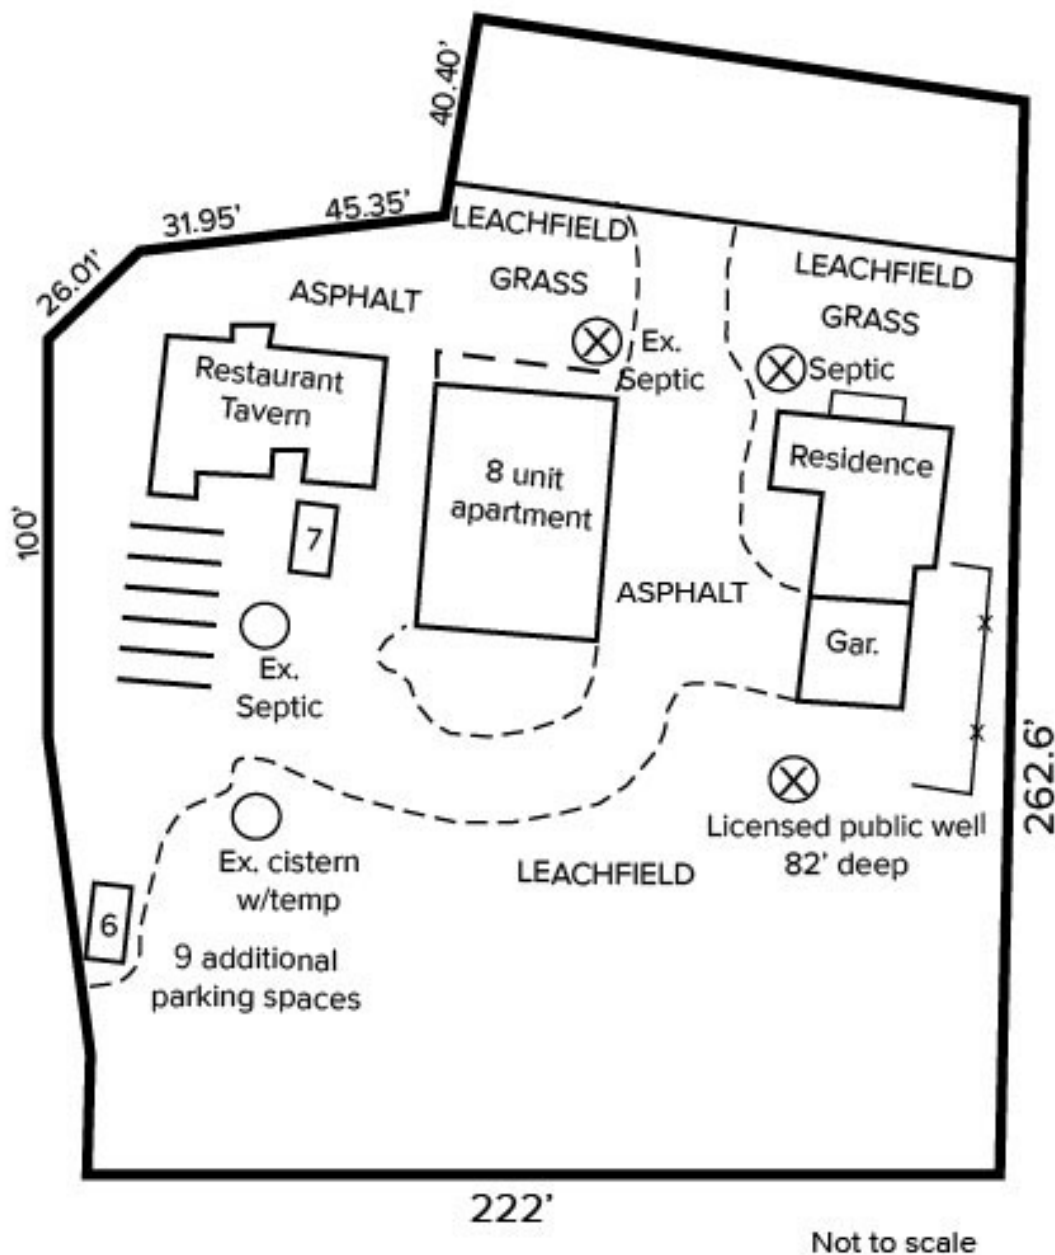 40.40'
31.95'
45.35'
26.01'
LEACHFIELD
LEACHFIELD
GRASS
ASPHALT
GRASS
Ex.
Septic
Septic
Restaurant
Tavern
Residence
8 unit
apartment
100'
7
ASPHALT
Gar.
Ex.
Septic
262.6'
Licensed public well
82' deep
Ex. cistern
w/temp
LEACHFIELD
6
9 additional
parking spaces
222'
Not to scale